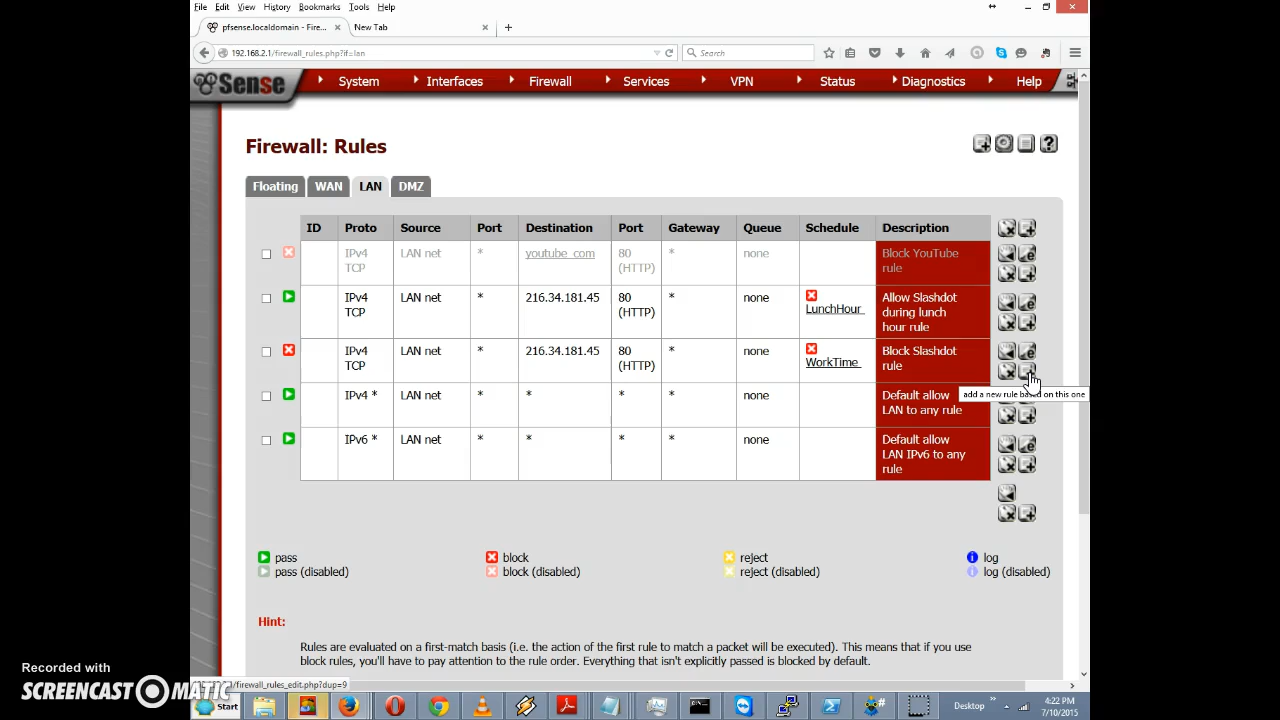 File Edit View History Bookmarks Tools Help
pfsense.localdomain - Fire... New Tab
192.168.2.1/firewall_rules.php?if=lan Search
Sense System Interfaces Firewall Services VPN Status Diagnostics Help
Firewall: Rules
Floating WAN LAN DMZ
ID Proto Source Port Destination Port Gateway Queue Schedule Description
IPv4 LAN net * youtube_com 80 * none Block YouTube
TCP (HTTP) rule
IPv4 LAN net * 216.34.181.45 80 * none Allow Slashdot
TCP (HTTP) LunchHour during lunch
hour rule
IPv4 LAN net * 216.34.181.45 80 * none Block Slashdot
TCP (HTTP) WorkTime rule
add a new rule based on this one
IPv4 * LAN net * * * * none Default allow
LAN to any rule
IPv6 * LAN net * * * * none Default allow
LAN IPv6 to any
rule
pass block reject log
pass (disabled) block (disabled) reject (disabled) log (disabled)
Hint:
Rules are evaluated on a first-match basis (i.e. the action of the first rule to match a packet will be executed). This means that if you use
block rules, you'll have to pay attention to the rule order. Everything that isn't explicitly passed is blocked by default.
Recorded with
SCREENCAST MATIC
/firewall_rules_edit.php?dup=9
Start Desktop 4:22 PM
7/10/2015